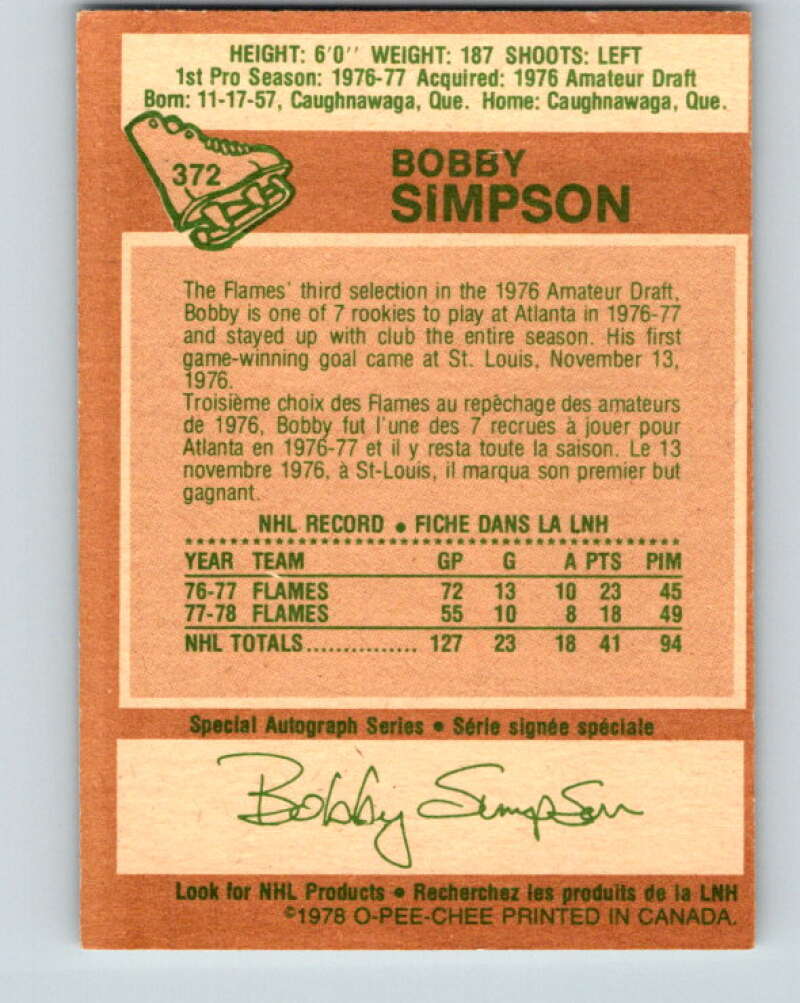 HEIGHT: 6'0'' WEIGHT: 187 SHOOTS: LEFT
1st Pro Season: 1976-77 Acquired: 1976 Amateur Draft
Born: 11-17-57, Caughnawaga, Que. Home: Caughnawaga, Que.
372
BOBBY
SIMPSON
The Flames' third selection in the 1976 Amateur Draft,
Bobby is one of 7 rookies to play at Atlanta in 1976-77
and stayed up with club the entire season. His first
game-winning goal came at St. Louis, November 13,
1976.
Troisième choix des Flames au repêchage des amateurs
de 1976, Bobby fut l'une des 7 recrues à jouer pour
Atlanta en 1976-77 et il y resta toute la saison. Le 13
novembre 1976, à St-Louis, il marqua son premier but
gagnant.
NHL RECORD • FICHE DANS LA LNH
YEAR TEAM GP G A PTS PIM
76-77 FLAMES 72 13 10 23 45
77-78 FLAMES 55 10 8 18 49
NHL TOTALS............... 127 23 18 41 94
Special Autograph Series • Série signée spéciale
Bobby Simpson
Look for NHL Products • Recherchez les produits de la LNH
©1978 O-PEE-CHEE PRINTED IN CANADA.